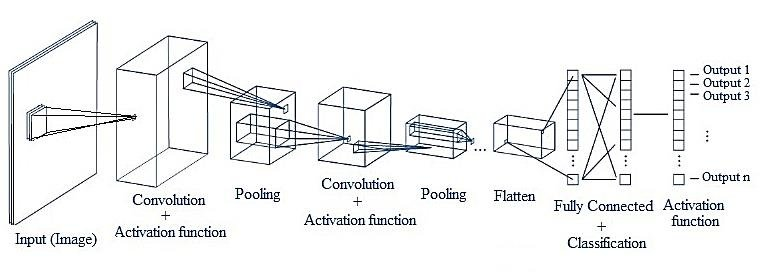 Output 1
Output 2
Output 3
Output n
Input (Image)
Convolution
+
Activation function
Pooling
Convolution
+
Activation function
Pooling
...
Flatten
Fully Connected
+
Classification
Activation
function